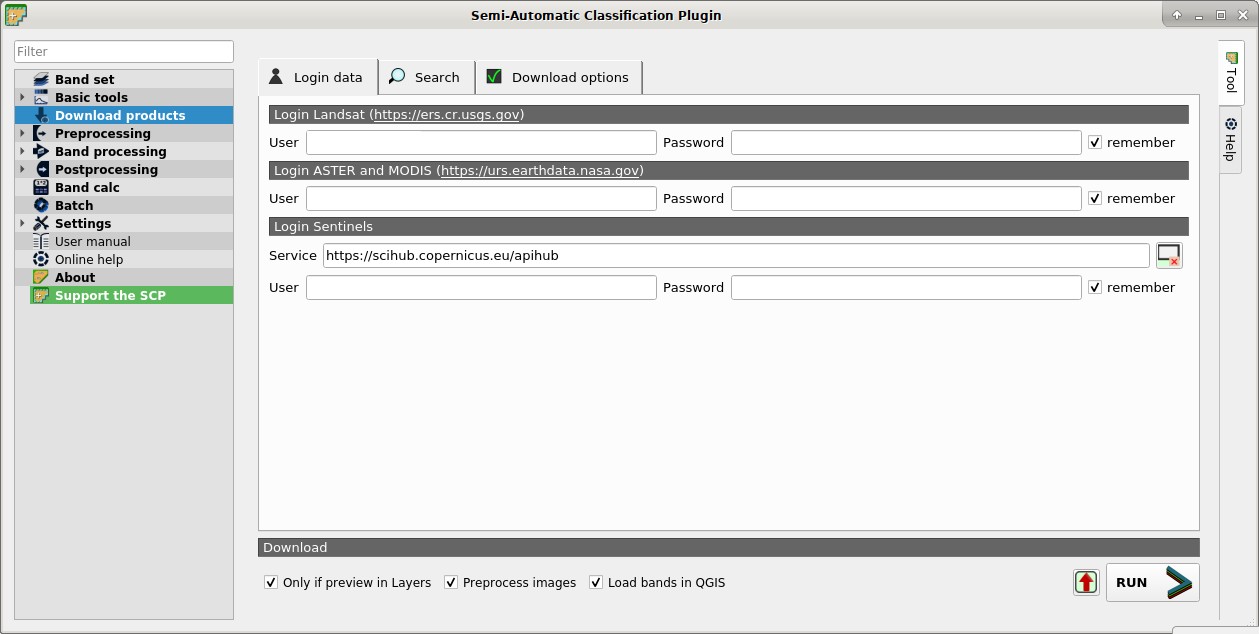 Semi-Automatic Classification Plugin
Filter
Band set
Basic tools
Download products
Preprocessing
Band processing
Postprocessing
Band calc
Batch
Settings
User manual
Online help
About
Support the SCP
Login data
Search
Download options
Login Landsat (https://ers.cr.usgs.gov)
User Password remember
Login ASTER and MODIS (https://urs.earthdata.nasa.gov)
User Password remember
Login Sentinels
Service https://scihub.copernicus.eu/apihub
User Password remember
Download
Only if preview in Layers Preprocess images Load bands in QGIS RUN
Tool
Help